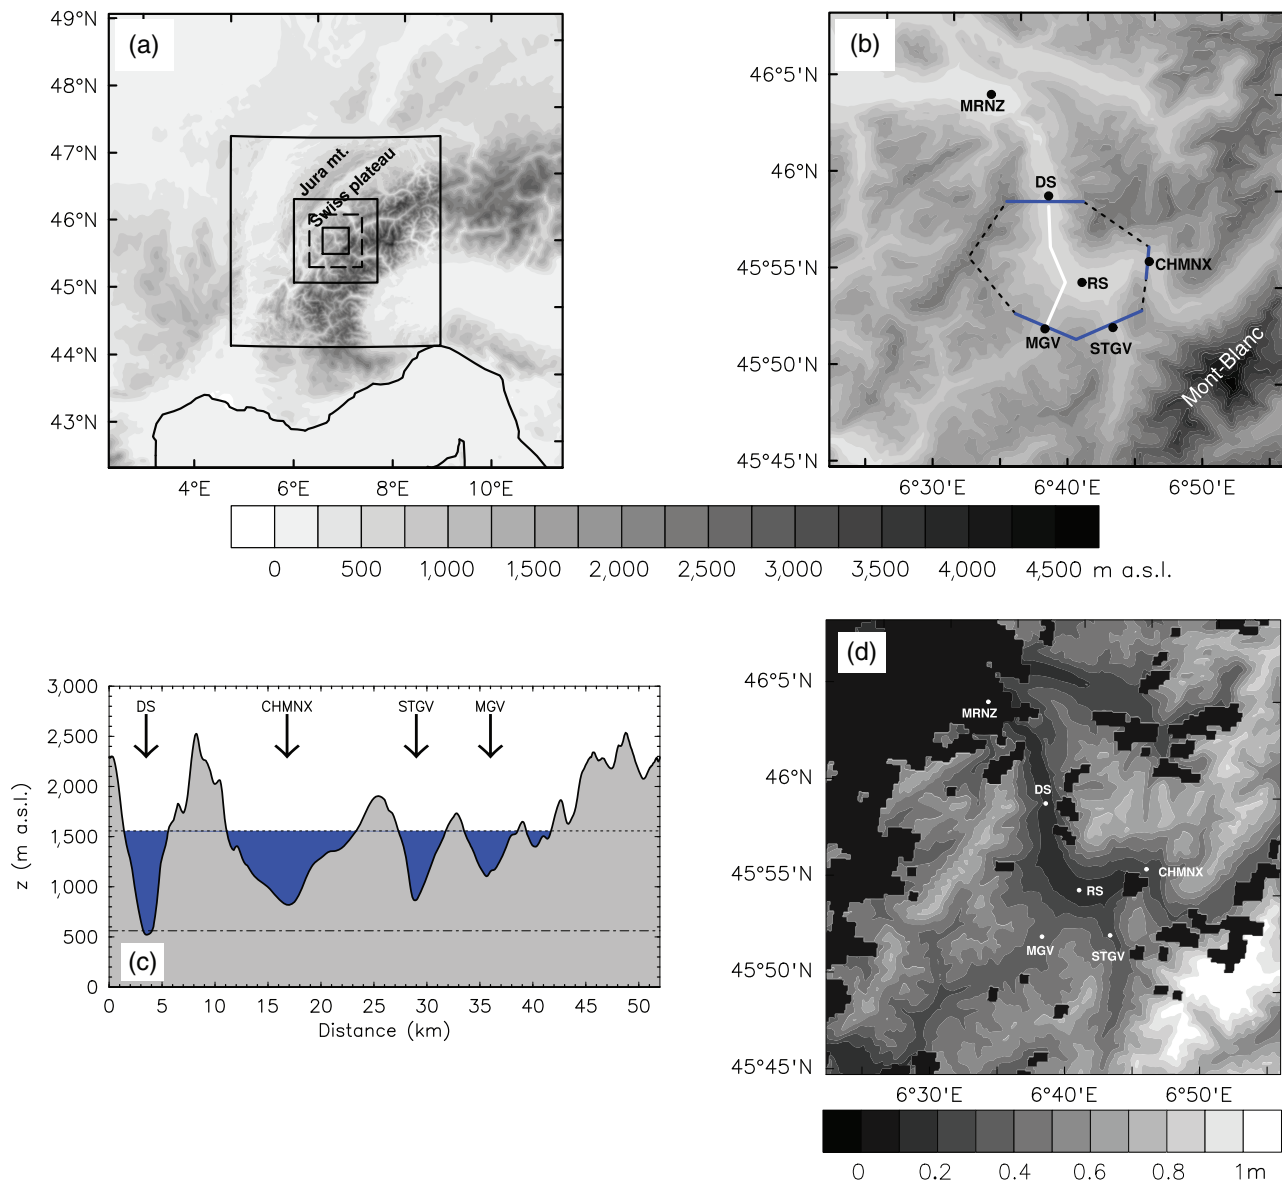 (a)
49°N
48°N
47°N
46°N
45°N
44°N
43°N
Jura mt.
Swiss plateau
4°E 6°E 8°E 10°E
(b)
46°5'N
46°N
45°55'N
45°50'N
45°45'N
MRNZ
DS
CHMNX
RS
MGV
STGV
Mont-Blanc
6°30'E 6°40'E 6°50'E
0 500 1,000 1,500 2,000 2,500 3,000 3,500 4,000 4,500 m a.s.l.
3,000
2,500
2,000
1,500
1,000
500
0
z (m a.s.l.)
DS CHMNX STGV MGV
(c)
0 5 10 15 20 25 30 35 40 45 50
Distance (km)
(d)
46°5'N
46°N
45°55'N
45°50'N
45°45'N
MRNZ
DS
CHMNX
RS
MGV
STGV
6°30'E 6°40'E 6°50'E
0 0.2 0.4 0.6 0.8 1m